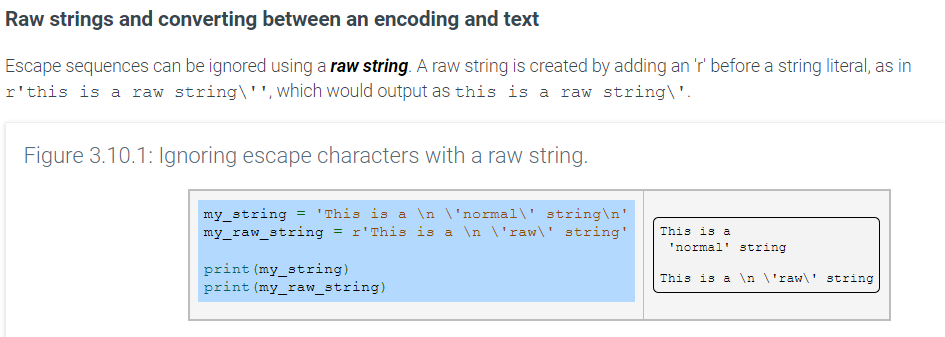 Raw strings and converting between an encoding and text
Escape sequences can be ignored using a raw string. A raw string is created by adding an 'r' before a string literal, as in
r'this is a raw string\'', which would output as this is a raw string\'.
Figure 3.10.1: Ignoring escape characters with a raw string.
my_string = 'This is a \n \'normal\' string\n'
my_raw_string = r'This is a \n \'raw\' string'
print(my_string)
print(my_raw_string)
This is a
 'normal' string
This is a \n \'raw\' string